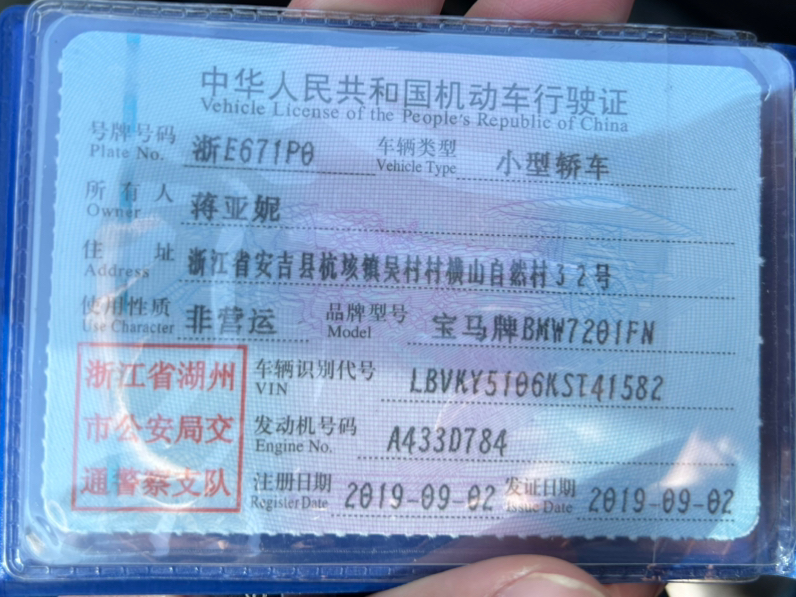 中华人民共和国机动车行驶证
Vehicle License of the People's Republic of China
号牌号码 浙E671P0 车辆类型 小型轿车
Plate No. Vehicle Type
所有人 蒋亚妮
Owner
住址 浙江省安吉县杭垓镇吴村村横山自然村32号
Address
使用性质 非营运 品牌型号 宝马牌BMW7201FN
Use Character Model
浙江省湖州
市公安局交
通警察支队
车辆识别代号 LBVKY5106KST41582
VIN
发动机号码 A433D784
Engine No.
注册日期 2019-09-02 发证日期 2019-09-02
Register Date Issue Date